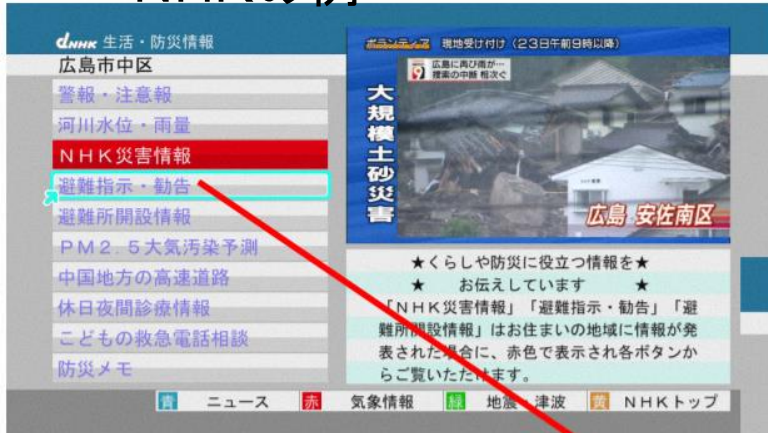 dNHK 生活・防災情報
広島市中区
警報・注意報
河川水位・雨量
NHK災害情報
避難指示・勧告
避難所開設情報
PM2.5大気汚染予測
中国地方の高速道路
休日夜間診療情報
こどもの救急電話相談
防災メモ
ボランティア 現地受け付け(23日午前9時以降)
広島に再び雨が…
捜索の中断 相次ぐ
大規模土砂災害
広島 安佐南区
★くらしや防災に役立つ情報を★
★ お伝えしています ★
「NHK災害情報」「避難指示・勧告」「避
難所開設情報」はお住まいの地域に情報が発
表された場合に、赤色で表示され各ボタンか
らご覧いただけます。
青 ニュース 赤 気象情報 緑 地震・津波 黄 NHKトップ